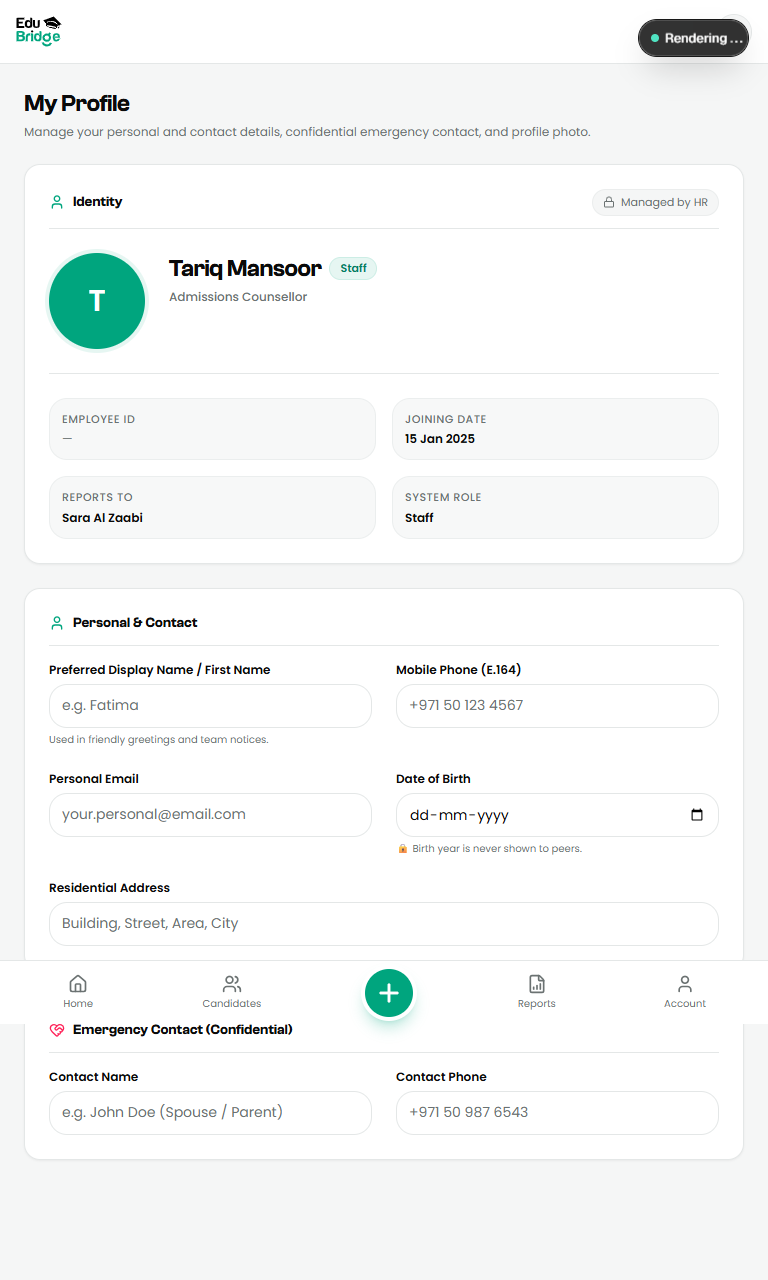 Edu
Bridge
Rendering ...
My Profile
Manage your personal and contact details, confidential emergency contact, and profile photo.
Identity
Managed by HR
T
Tariq Mansoor
Staff
Admissions Counsellor
EMPLOYEE ID
—
JOINING DATE
15 Jan 2025
REPORTS TO
Sara Al Zaabi
SYSTEM ROLE
Staff
Personal & Contact
Preferred Display Name / First Name
e.g. Fatima
Used in friendly greetings and team notices.
Mobile Phone (E.164)
+971 50 123 4567
Personal Email
your.personal@email.com
Date of Birth
dd-mm-yyyy
🔒 Birth year is never shown to peers.
Residential Address
Building, Street, Area, City
Home
Candidates
Reports
Account
Emergency Contact (Confidential)
Contact Name
e.g. John Doe (Spouse / Parent)
Contact Phone
+971 50 987 6543